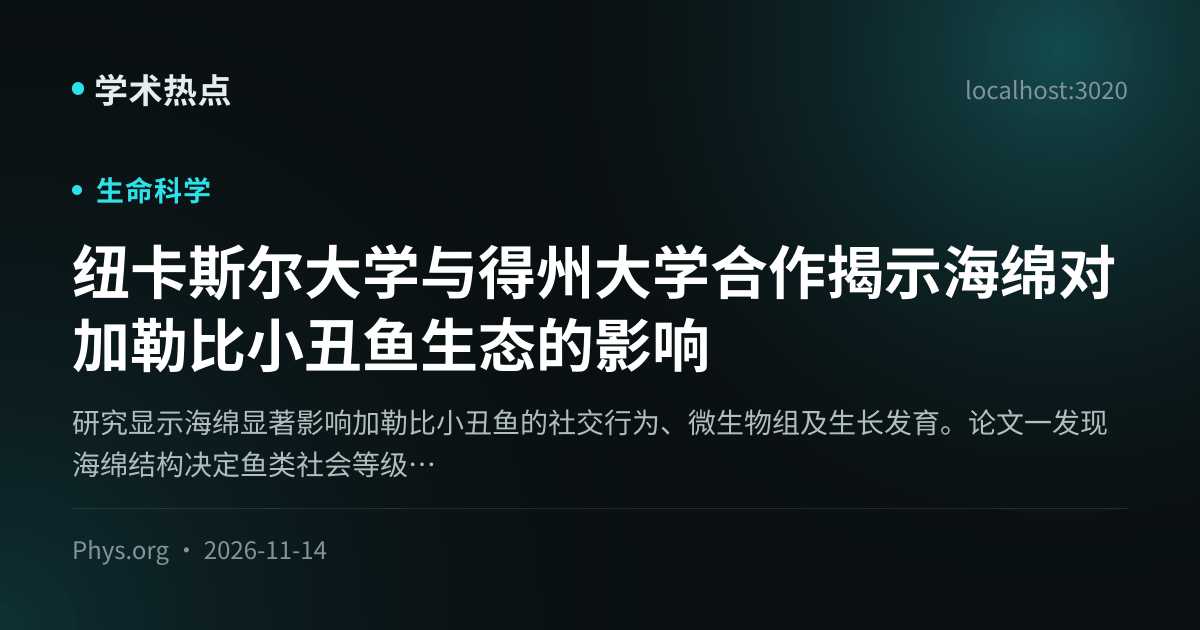 学术热点
localhost:3020
生命科学
纽卡斯尔大学与得州大学合作揭示海绵对
加勒比小丑鱼生态的影响
研究显示海绵显著影响加勒比小丑鱼的社交行为、微生物组及生长发育。论文一发现
海绵结构决定鱼类社会等级…
Phys.org · 2026-11-14